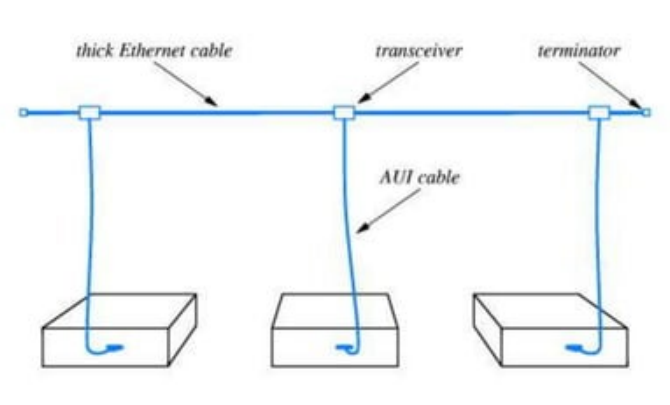 thick Ethernet cable
transceiver
terminator
AUI cable